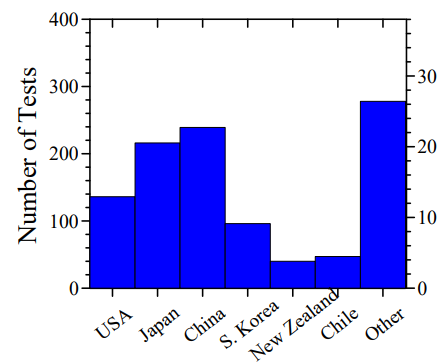 Number of Tests
400
300
200
100
0
30
20
10
0
USA
Japan
China
S. Korea
New Zealand
Chile
Other